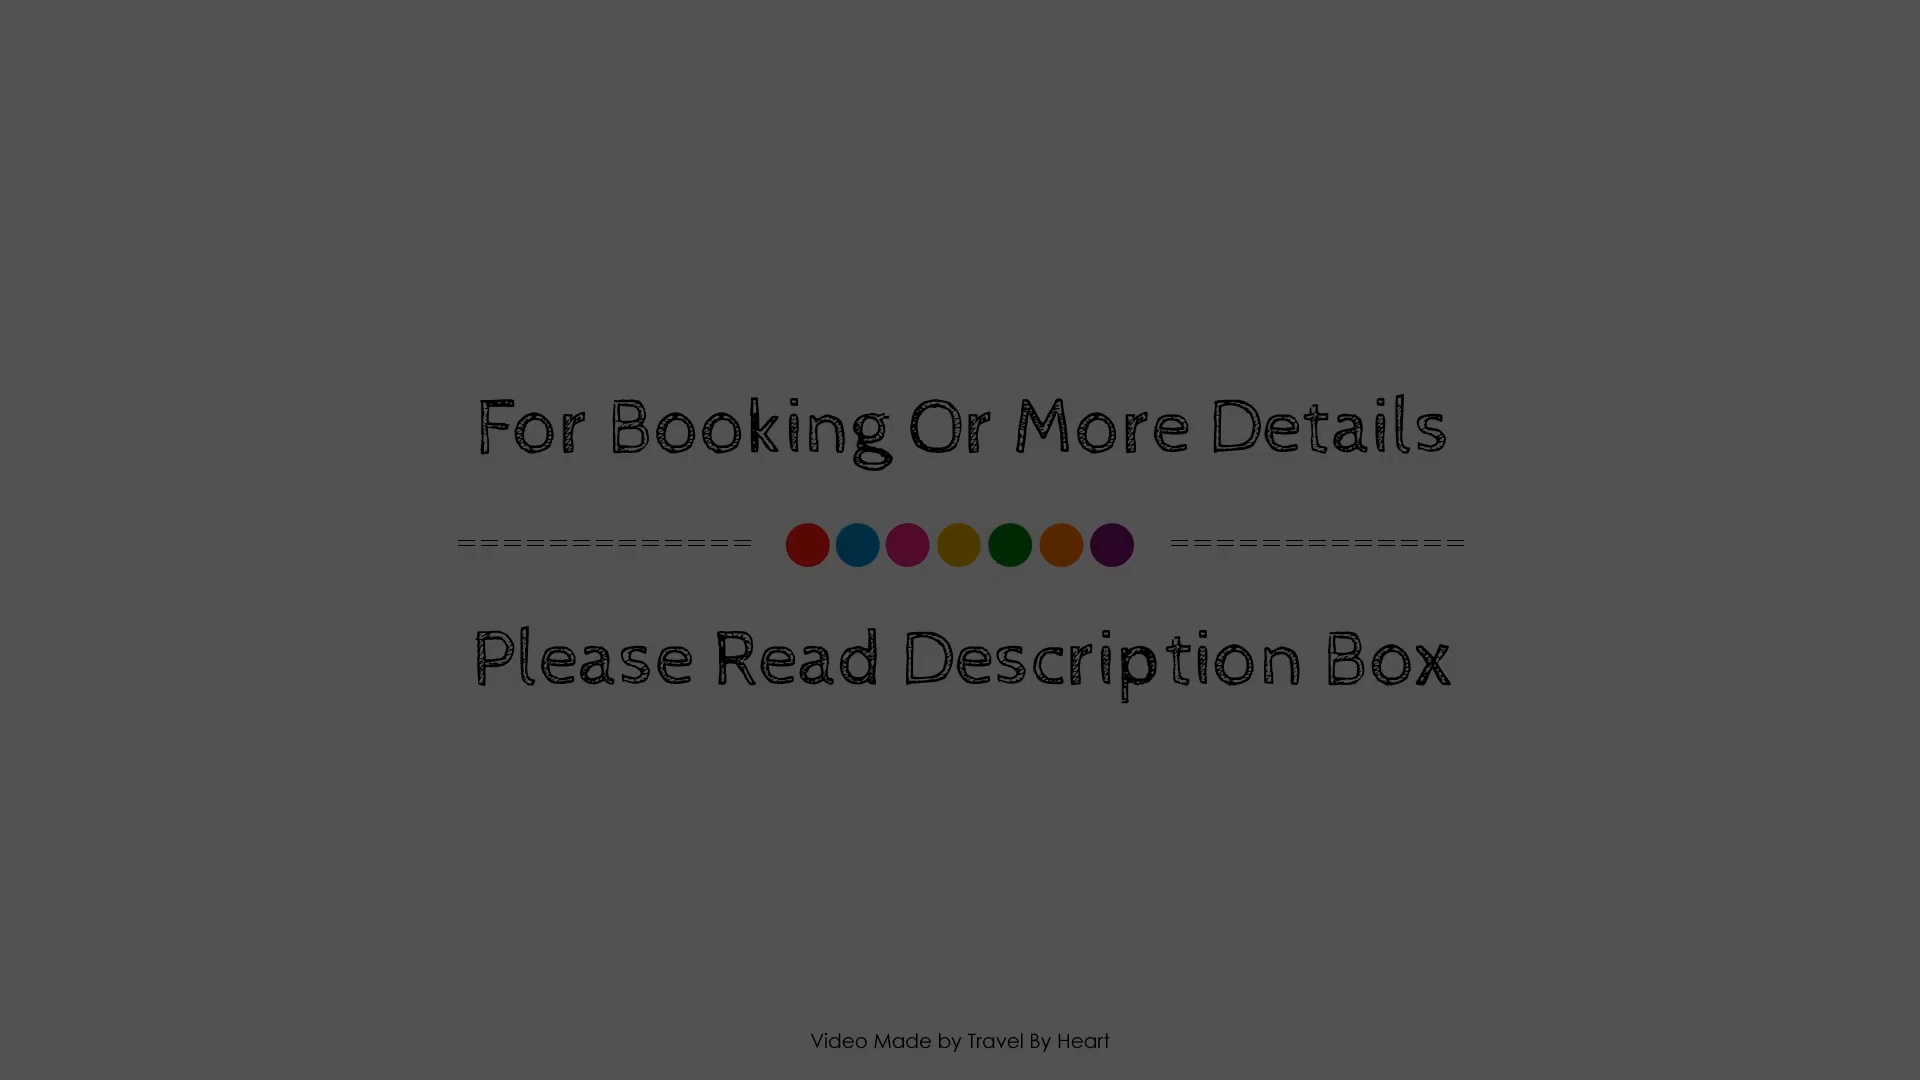 For Booking Or More Details
============= =============
Please Read Description Box
Video Made by Travel By Heart